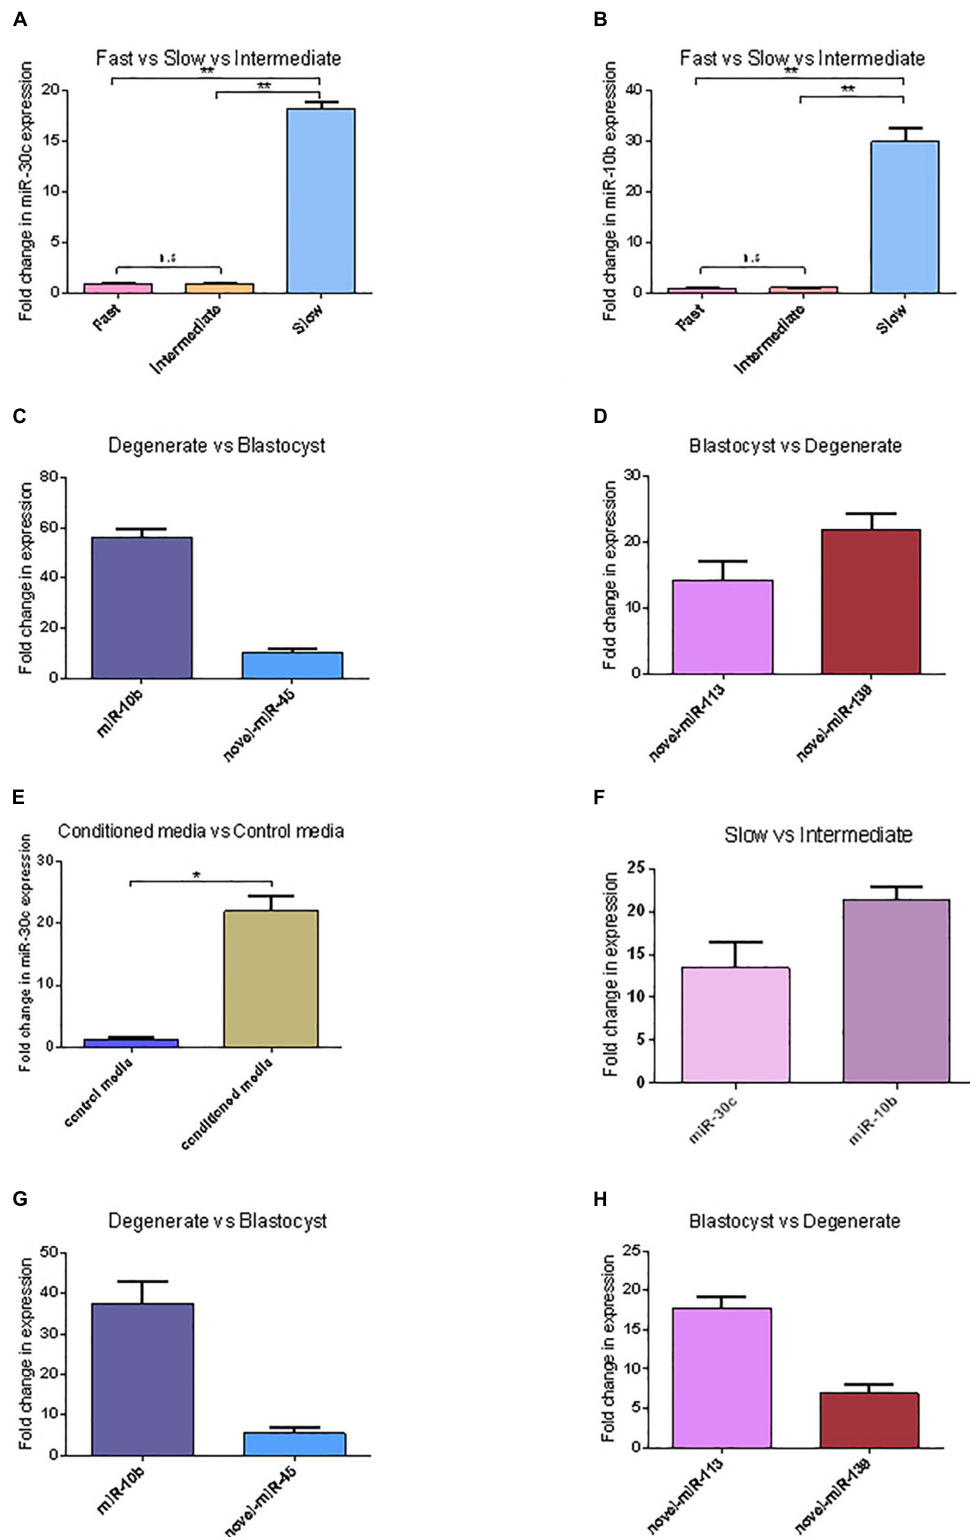 A
Fast vs Slow vs Intermediate
**
**
n.s
Fold change in miR-30c expression
20
15
10
5
0
Fast
Intermediate
Slow
B
Fast vs Slow vs Intermediate
**
**
n.s
Fold change in miR-10b expression
40
30
20
10
0
Fast
Intermediate
Slow
C
Degenerate vs Blastocyst
Fold change in expression
80
60
40
20
0
miR-10b
novel-miR-45
D
Blastocyst vs Degenerate
Fold change in expression
30
20
10
0
novel-miR-113
novel-miR-139
E
Conditioned media vs Control media
*
Fold change in miR-30c expression
30
20
10
0
control media
conditioned media
F
Slow vs Intermediate
Fold change in expression
25
20
15
10
5
0
miR-30c
miR-10b
G
Degenerate vs Blastocyst
Fold change in expression
50
40
30
20
10
0
miR-10b
novel-miR-45
H
Blastocyst vs Degenerate
Fold change in expression
25
20
15
10
5
0
novel-miR-113
novel-miR-139